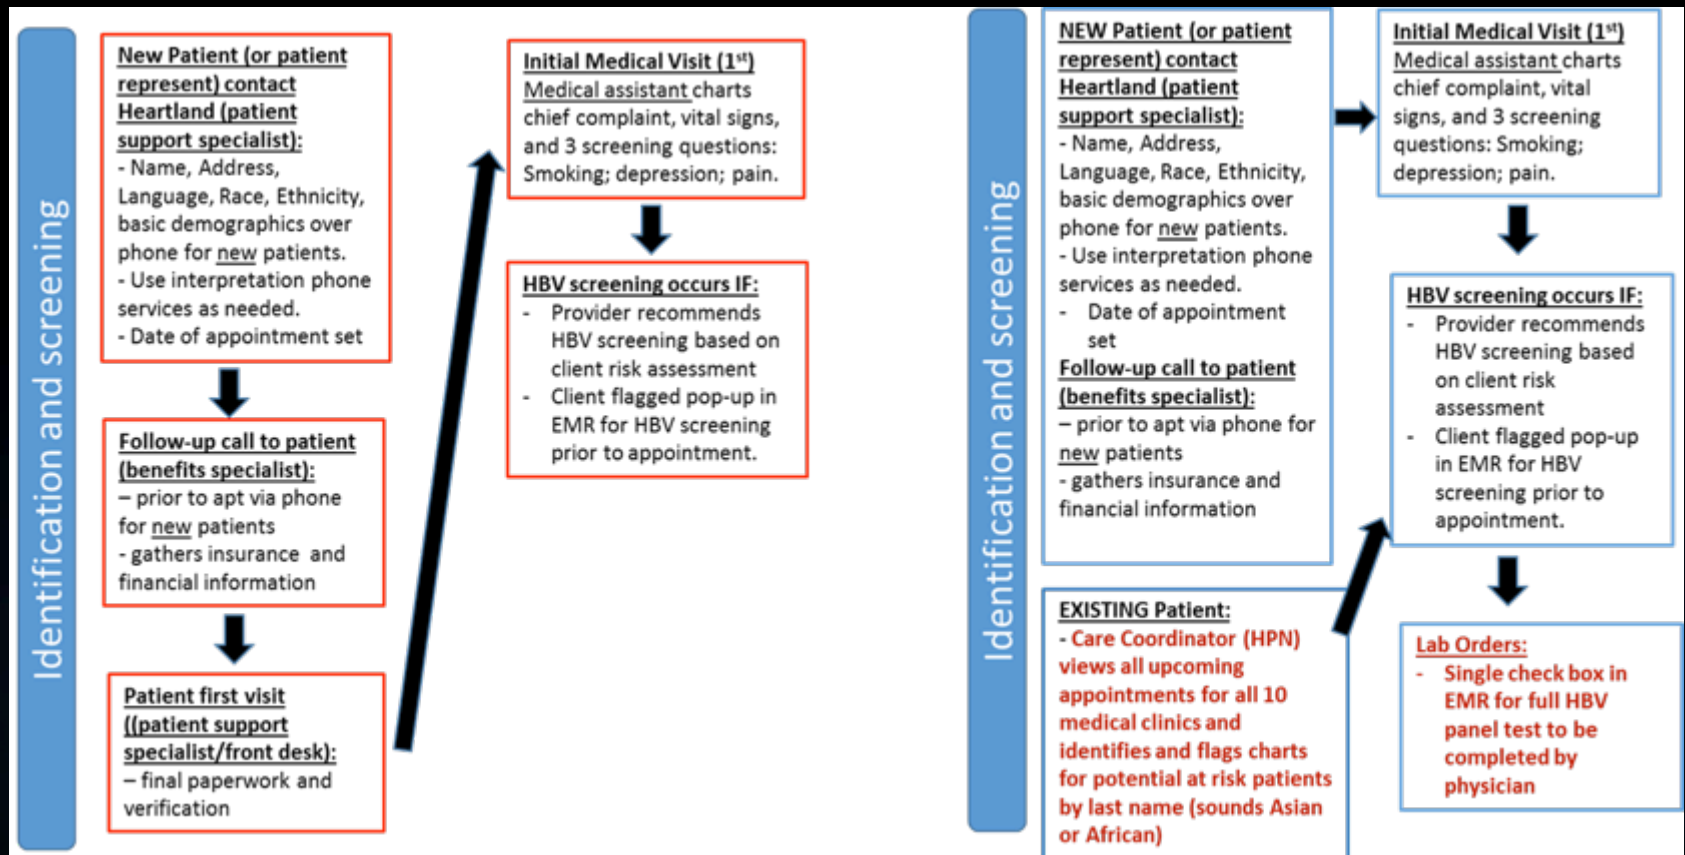 Identification and screening
New Patient (or patient
represent) contact
Heartland (patient
support specialist):
- Name, Address,
Language, Race, Ethnicity,
basic demographics over
phone for new patients.
- Use interpretation phone
services as needed.
- Date of appointment set
Follow-up call to patient
(benefits specialist):
– prior to apt via phone
for new patients
- gathers insurance and
financial information
Patient first visit
((patient support
specialist/front desk):
– final paperwork and
verification
Initial Medical Visit (1st)
Medical assistant charts
chief complaint, vital signs,
and 3 screening questions:
Smoking; depression; pain.
HBV screening occurs IF:
- Provider recommends
HBV screening based on
client risk assessment
- Client flagged pop-up in
EMR for HBV screening
prior to appointment.
Identification and screening
NEW Patient (or patient
represent) contact
Heartland (patient
support specialist):
- Name, Address,
Language, Race, Ethnicity,
basic demographics over
phone for new patients.
- Use interpretation phone
services as needed.
- Date of appointment
set
Follow-up call to patient
(benefits specialist):
– prior to apt via phone for
new patients
- gathers insurance and
financial information
EXISTING Patient:
- Care Coordinator (HPN)
views all upcoming
appointments for all 10
medical clinics and
identifies and flags charts
for potential at risk patients
by last name (sounds Asian
or African)
Initial Medical Visit (1st)
Medical assistant charts
chief complaint, vital
signs, and 3 screening
questions: Smoking;
depression; pain.
HBV screening occurs IF:
- Provider recommends
HBV screening based
on client risk
assessment
- Client flagged pop-up
in EMR for HBV
screening prior to
appointment.
Lab Orders:
- Single check box in
EMR for full HBV
panel test to be
completed by
physician